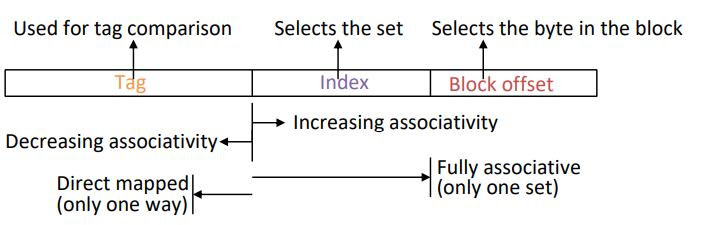 Used for tag comparison
Selects the set
Selects the byte in the block
Tag
Index
Block offset
Increasing associativity
Decreasing associativity
Fully associative
(only one set)
Direct mapped
(only one way)